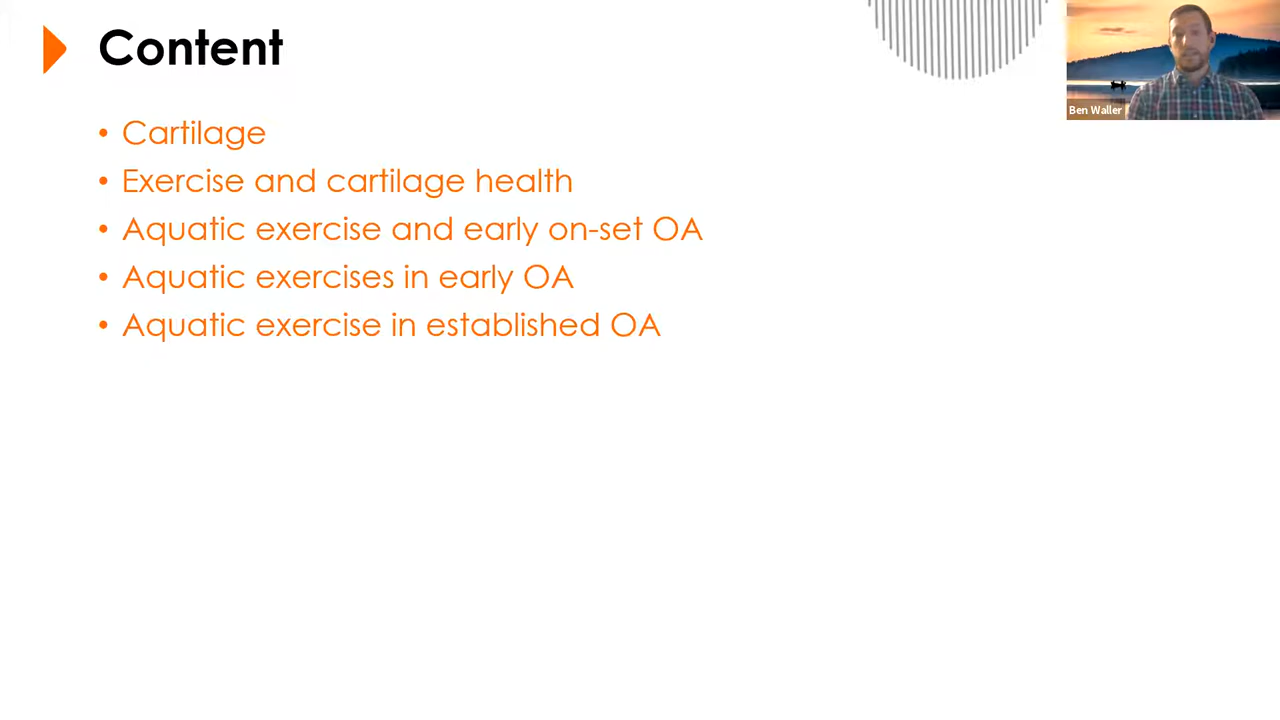 Content
• Cartilage
• Exercise and cartilage health
• Aquatic exercise and early on-set OA
• Aquatic exercises in early OA
• Aquatic exercise in established OA
Ben Waller